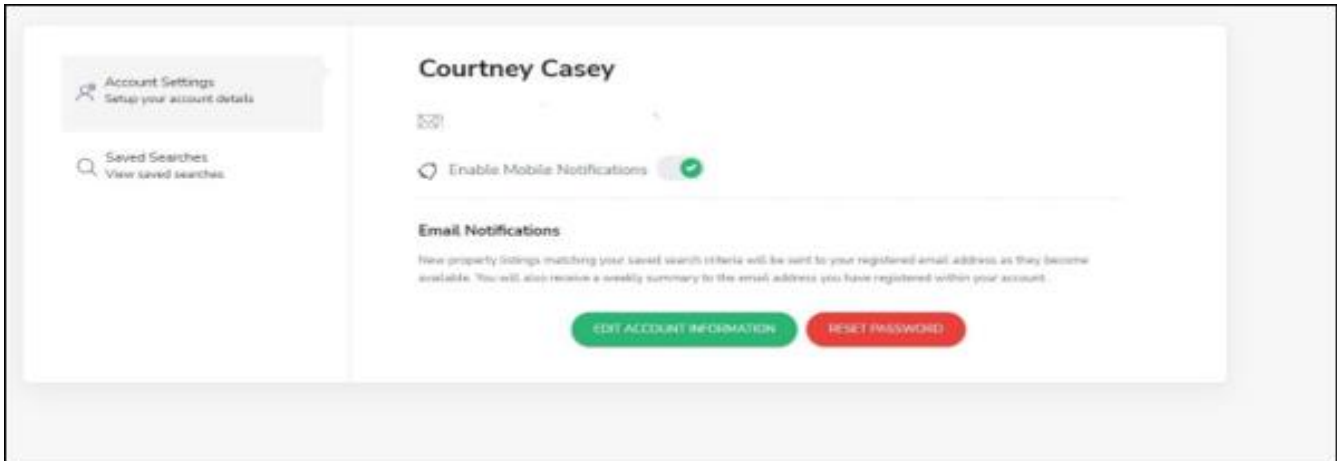 Account Settings
Setup your account details
Saved Searches
View saved searches
Courtney Casey
Enable Mobile Notifications
Email Notifications
New property listings matching your saved search criteria will be sent to your registered email address as they become
available. You will also receive a weekly summary to the email address you have registered within your account.
EDIT ACCOUNT INFORMATION
RESET PASSWORD